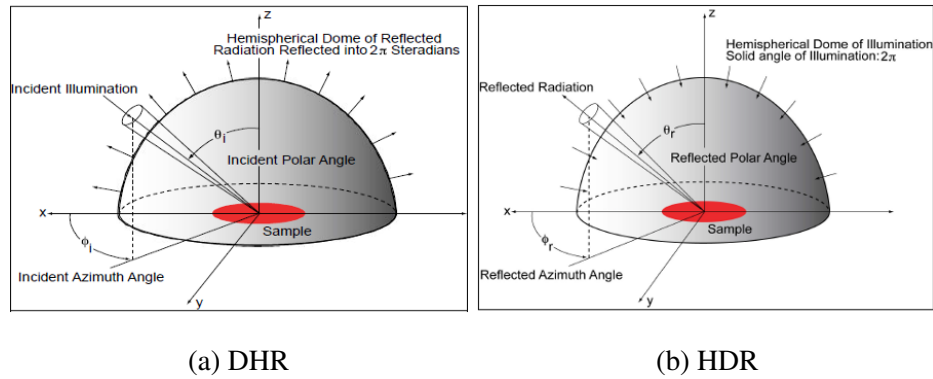 z
Hemispherical Dome of Reflected
Radiation Reflected into 2π Steradians
Incident Illumination
θi
Incident Polar Angle
x
Sample
ϕi
Incident Azimuth Angle
y
(a) DHR
z
Hemispherical Dome of Illumination
Solid angle of Illumination:2π
Reflected Radiation
θr
Reflected Polar Angle
x
Sample
ϕr
Reflected Azimuth Angle
y
(b) HDR